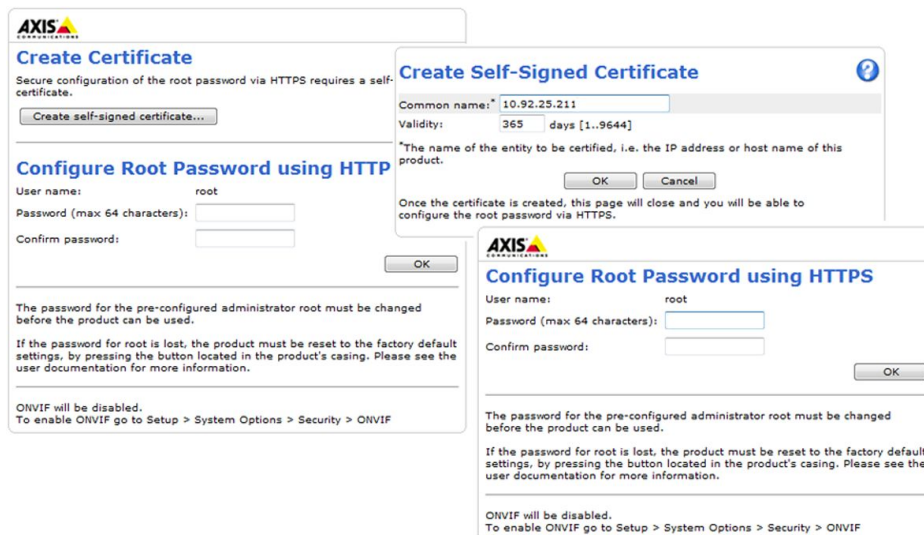 AXIS
COMMUNICATIONS
Create Certificate
Secure configuration of the root password via HTTPS requires a self-
certificate.
Create self-signed certificate...
Configure Root Password using HTTP
User name: root
Password (max 64 characters):
Confirm password:
OK
The password for the pre-configured administrator root must be changed
before the product can be used.
If the password for root is lost, the product must be reset to the factory default
settings, by pressing the button located in the product's casing. Please see the
user documentation for more information.
ONVIF will be disabled.
To enable ONVIF go to Setup > System Options > Security > ONVIF
Create Self-Signed Certificate
?
Common name:* 10.92.25.211
Validity: 365 days [1..9644]
*The name of the entity to be certified, i.e. the IP address or host name of this
product.
OK Cancel
Once the certificate is created, this page will close and you will be able to
configure the root password via HTTPS.
AXIS
COMMUNICATIONS
Configure Root Password using HTTPS
User name: root
Password (max 64 characters):
Confirm password:
OK
The password for the pre-configured administrator root must be changed
before the product can be used.
If the password for root is lost, the product must be reset to the factory default
settings, by pressing the button located in the product's casing. Please see the
user documentation for more information.
ONVIF will be disabled.
To enable ONVIF go to Setup > System Options > Security > ONVIF